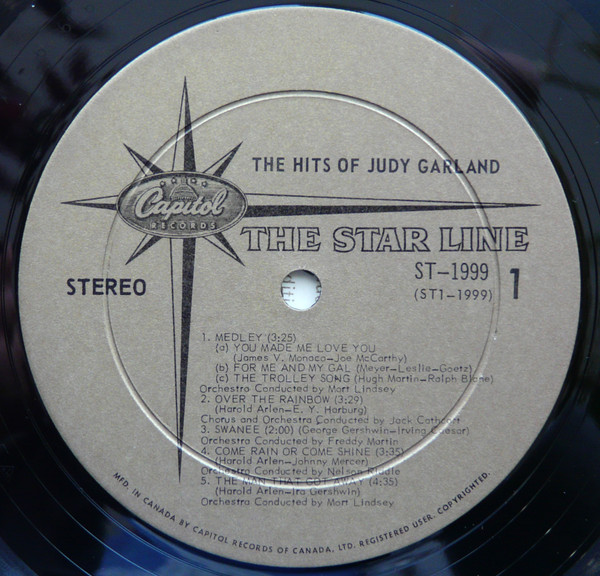 THE HITS OF JUDY GARLAND
Capitol
RECORDS
THE STAR LINE
STEREO
ST-1999
(ST1-1999)
1
1. MEDLEY (3:25)
(a) YOU MADE ME LOVE YOU
(James V. Monaco-Joe McCarthy)
(b) FOR ME AND MY GAL (Meyer-Leslie-Goetz)
(c) THE TROLLEY SONG (Hugh Martin-Ralph Blane)
Orchestra Conducted by Mort Lindsey
2. OVER THE RAINBOW (3:29)
(Harold Arlen-E. Y. Harburg)
Chorus and Orchestra Conducted by Jack Cathcart
3. SWANEE (2:00) (George Gershwin-Irving Caesar)
Orchestra Conducted by Freddy Martin
4. COME RAIN OR COME SHINE (3:35)
(Harold Arlen-Johnny Mercer)
Orchestra Conducted by Nelson Riddle
5. THE MAN THAT GOT AWAY (4:35)
(Harold Arlen-Ira Gershwin)
Orchestra Conducted by Mort Lindsey
MFD. IN CANADA BY CAPITOL RECORDS OF CANADA, LTD. REGISTERED USER. COPYRIGHTED.